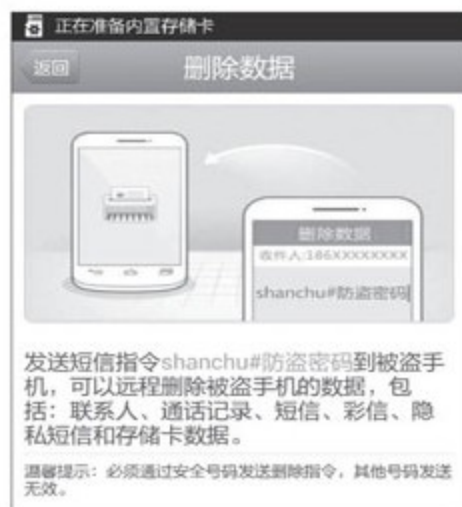 正在准备内置存储卡
返回
删除数据
删除数据
收件人:186XXXXXXXX
shanchu#防盗密码
发送短信指令shanchu#防盗密码到被盗手
机，可以远程删除被盗手机的数据，包
括：联系人、通话记录、短信、彩信、隐
私短信和存储卡数据。
温馨提示：必须通过安全号码发送删除指令，其他号码发送
无效。